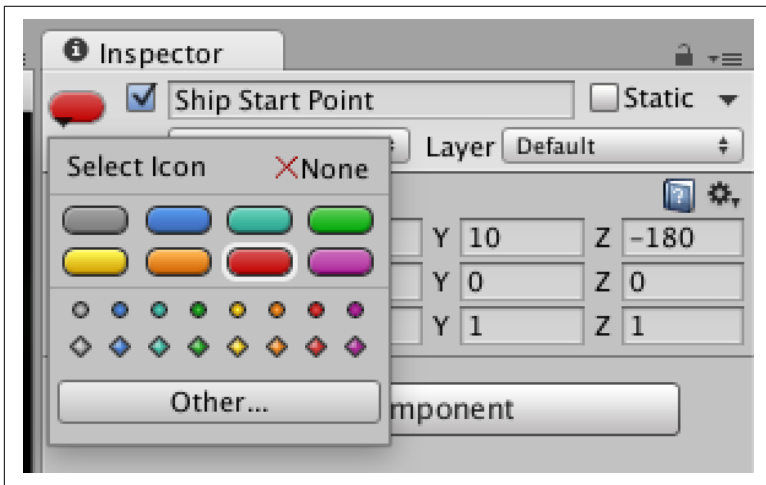 Inspector
Ship Start Point Static
Layer Default
Select Icon None
Y 10 Z -180
Y 0 Z 0
Y 1 Z 1
Other...
mponent